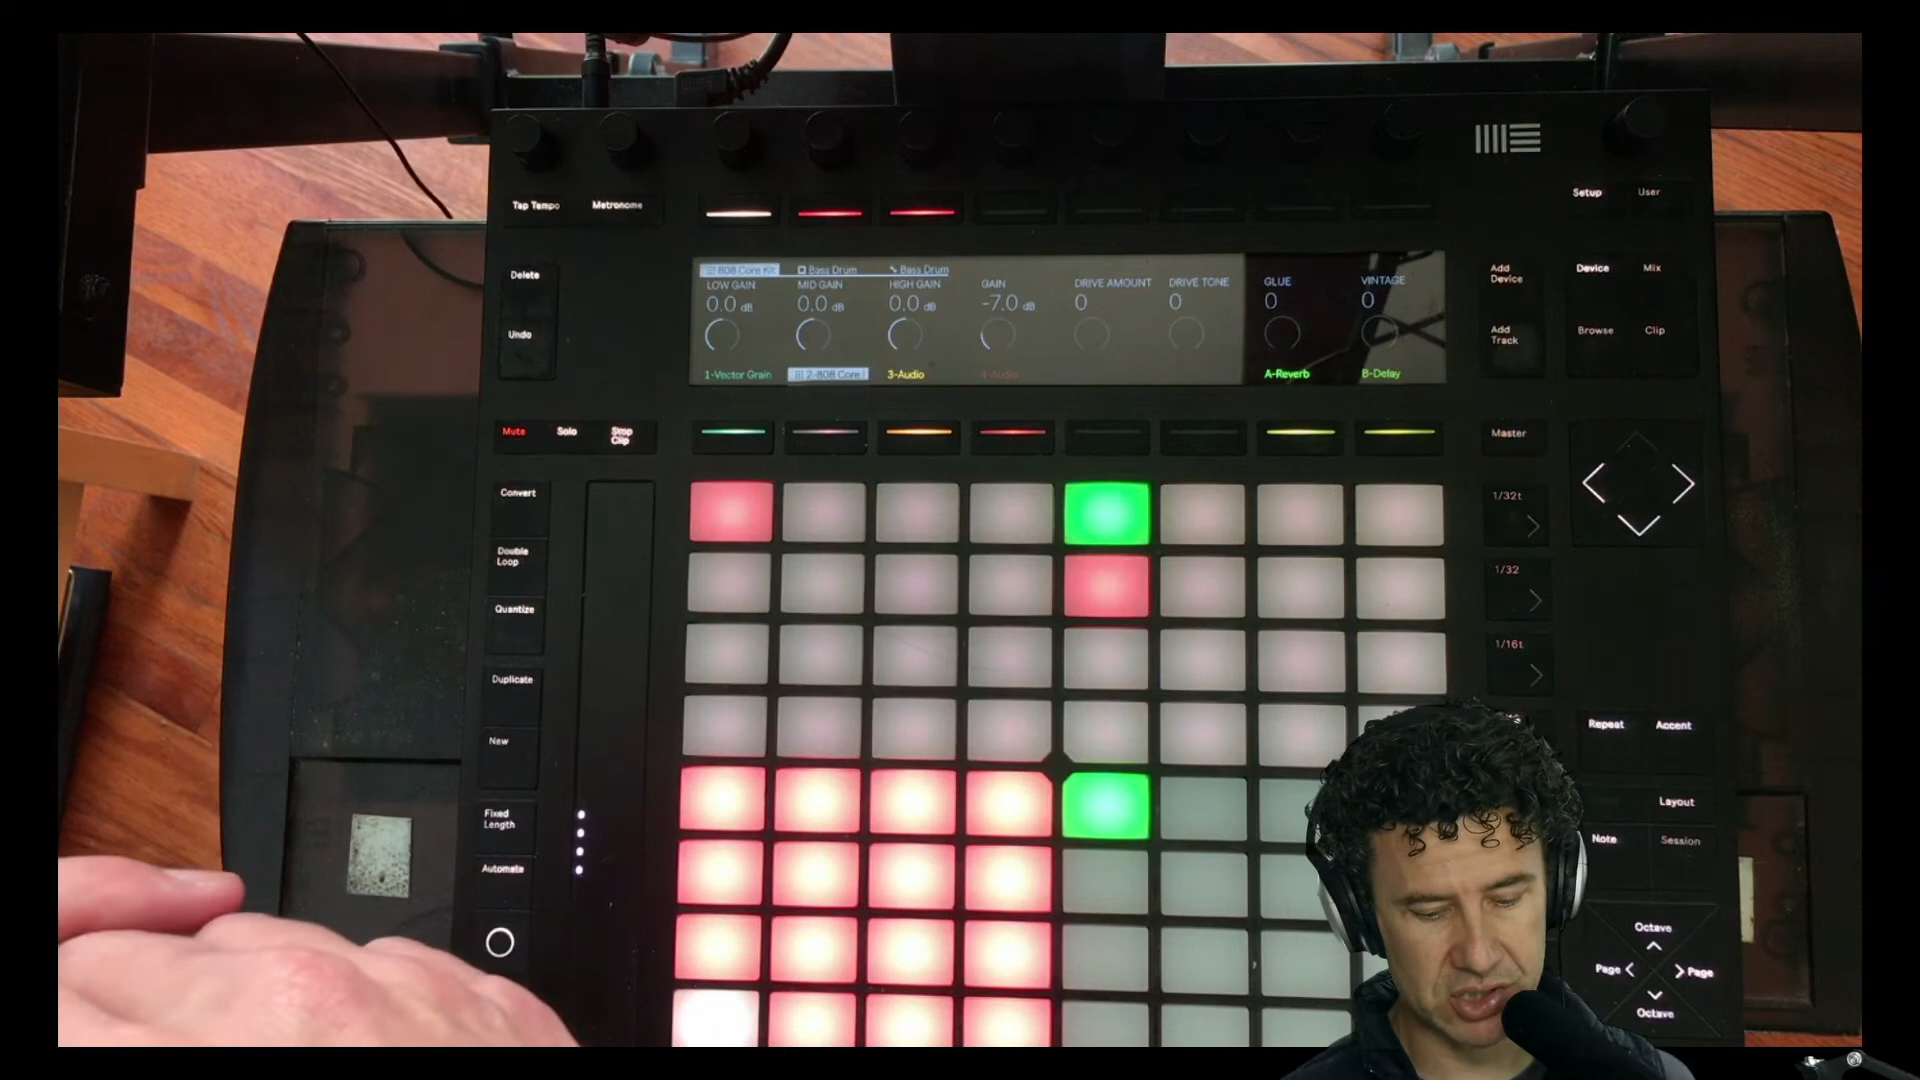 Setup User
Tap Tempo Metronome
808 Core Kit Bass Drum Bass Drum
LOW GAIN MID GAIN HIGH GAIN GAIN DRIVE AMOUNT DRIVE TONE GLUE VINTAGE
0.0 dB 0.0 dB 0.0 dB -7.0 dB 0 0 0 0
1-Vector Grain 2-808 Core 3-Audio 4-Audio A-Reverb B-Delay
Delete
Undo
Add
Device
Device Mix
Add
Track
Browse Clip
Mute Solo Stop
Clip
Master
Convert
Double
Loop
Quantize
Duplicate
New
Fixed
Length
Automate
1/32t
1/32
1/16t
Repeat Accent
Layout
Note Session
Octave
Page Page
Octave